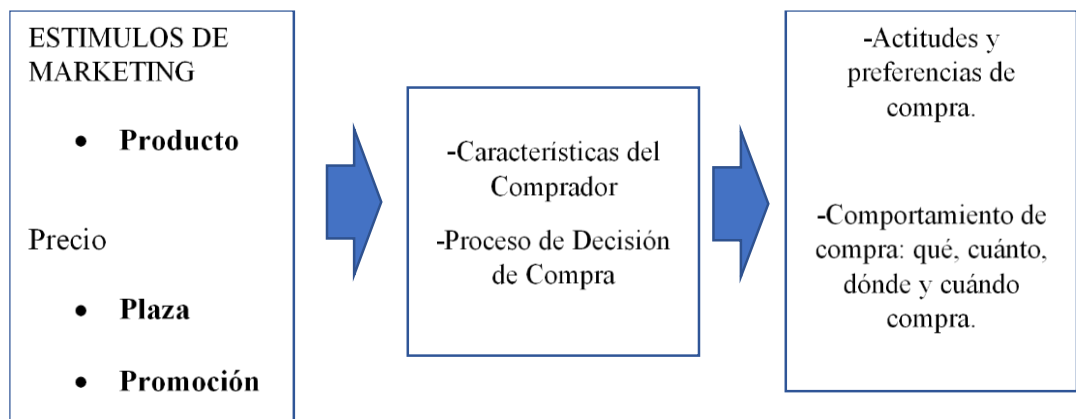 ESTIMULOS DE
MARKETING
• Producto
Precio
• Plaza
• Promoción
-Características del
Comprador
-Proceso de Decisión
de Compra
-Actitudes y
preferencias de
compra.
-Comportamiento de
compra: qué, cuánto,
dónde y cuándo
compra.